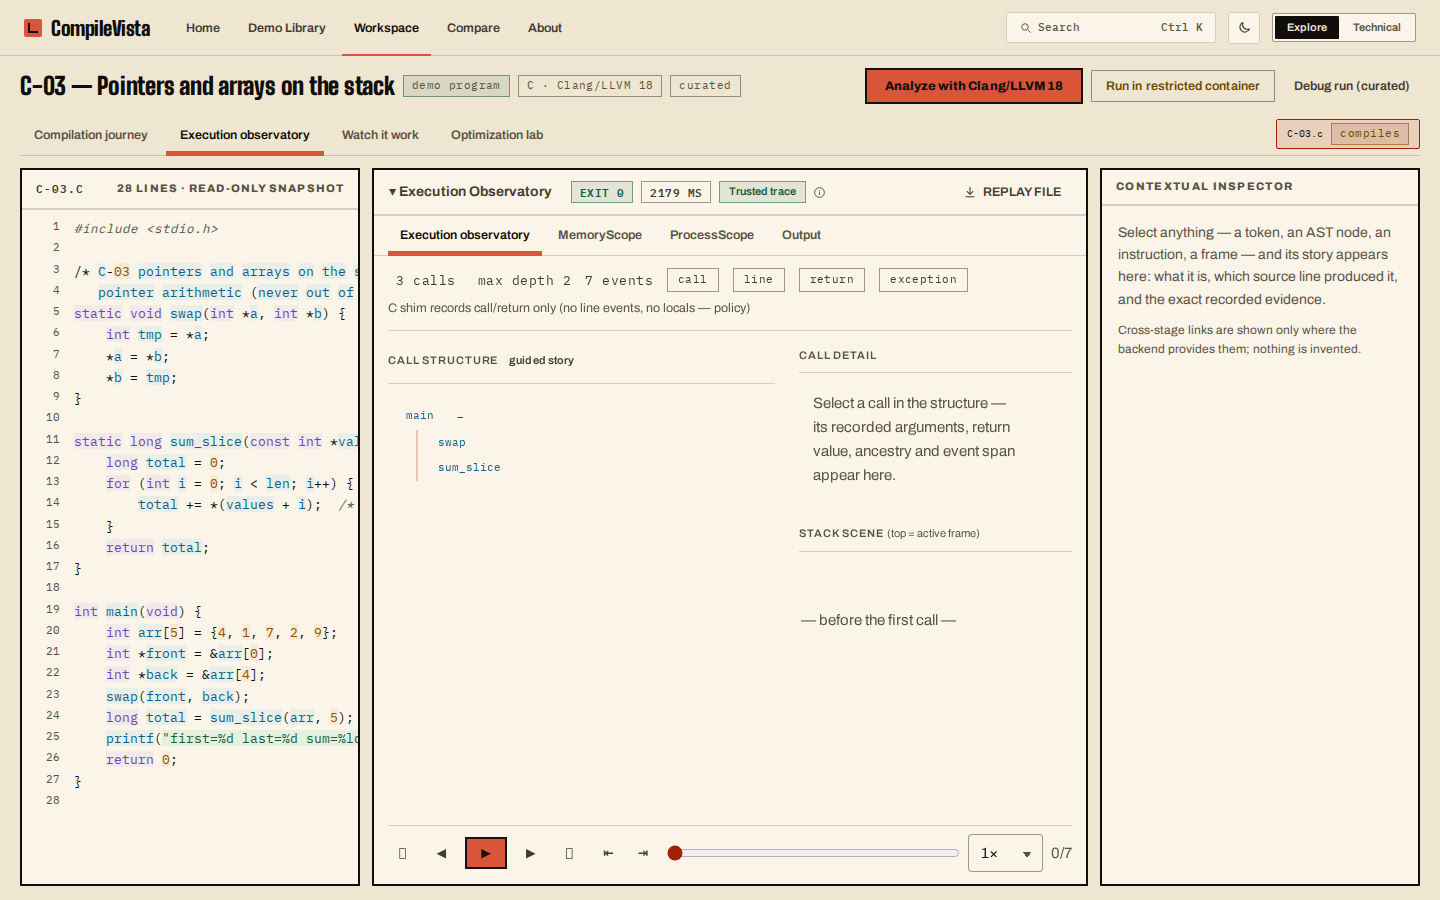 CompileVista
Home Demo Library Workspace Compare About
Search Ctrl K
Explore Technical
C-03 — Pointers and arrays on the stack
demo program
C · Clang/LLVM 18
curated
Analyze with Clang/LLVM 18
Run in restricted container
Debug run (curated)
Compilation journey Execution observatory Watch it work Optimization lab
C-03.c compiles
C-03.C 28 LINES · READ-ONLY SNAPSHOT
1 #include <stdio.h>
2
3 /* C-03 pointers and arrays on the s
4 pointer arithmetic (never out of
5 static void swap(int *a, int *b) {
6 int tmp = *a;
7 *a = *b;
8 *b = tmp;
9 }
10
11 static long sum_slice(const int *val
12 long total = 0;
13 for (int i = 0; i < len; i++) {
14 total += *(values + i); /*
15 }
16 return total;
17 }
18
19 int main(void) {
20 int arr[5] = {4, 1, 7, 2, 9};
21 int *front = &arr[0];
22 int *back = &arr[4];
23 swap(front, back);
24 long total = sum_slice(arr, 5);
25 printf("first=%d last=%d sum=%ld
26 return 0;
27 }
28
▾ Execution Observatory EXIT 0 2179 MS Trusted trace
REPLAY FILE
Execution observatory MemoryScope ProcessScope Output
3 calls max depth 2 7 events call line return exception
C shim records call/return only (no line events, no locals — policy)
CALL STRUCTURE guided story
main –
swap
sum_slice
CALL DETAIL
Select a call in the structure —
its recorded arguments, return
value, ancestry and event span
appear here.
STACK SCENE (top = active frame)
— before the first call —
1× 0/7
CONTEXTUAL INSPECTOR
Select anything — a token, an AST node, an
instruction, a frame — and its story appears
here: what it is, which source line produced it,
and the exact recorded evidence.
Cross-stage links are shown only where the
backend provides them; nothing is invented.